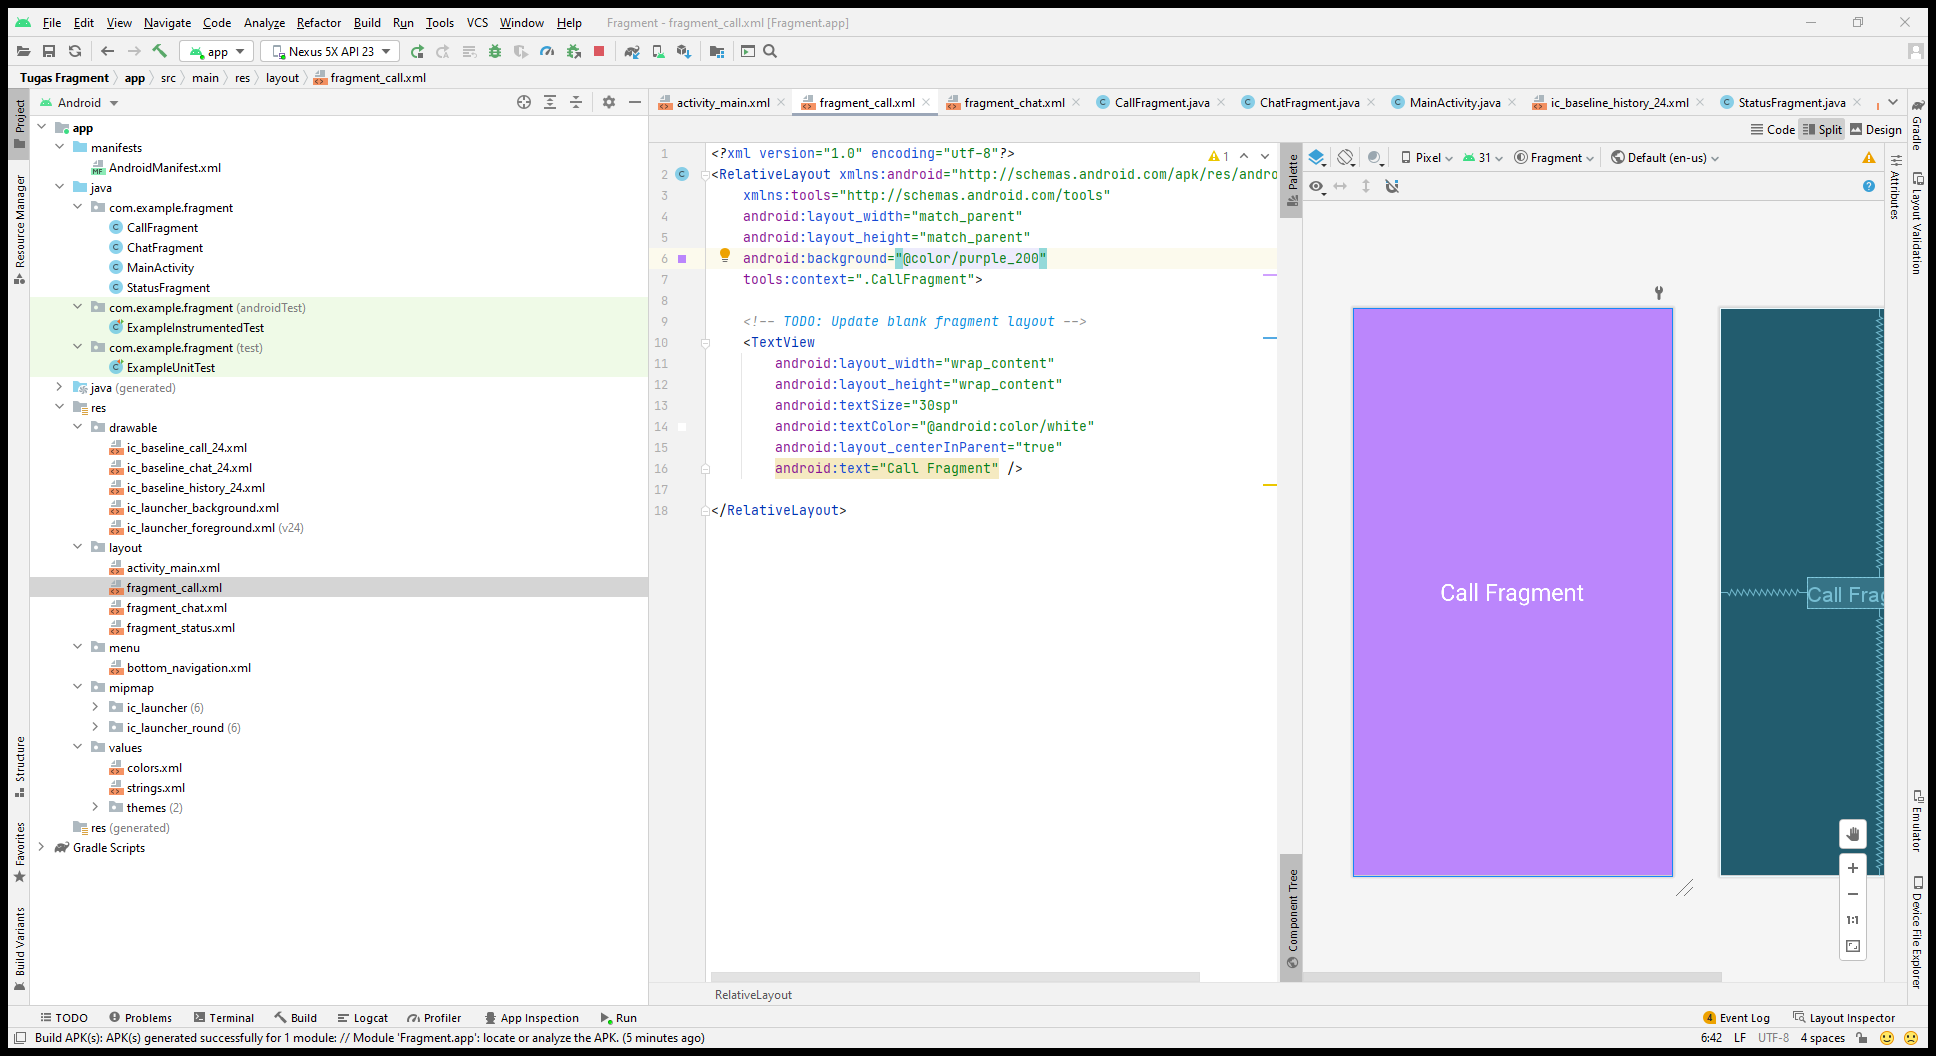 File Edit View Navigate Code Analyze Refactor Build Run Tools VCS Window Help Fragment - fragment_call.xml [Fragment.app]
app Nexus 5X API 23
Tugas Fragment app src main res layout fragment_call.xml
Android
activity_main.xml fragment_call.xml fragment_chat.xml CallFragment.java ChatFragment.java MainActivity.java ic_baseline_history_24.xml StatusFragment.java
Code Split Design
Project
Resource Manager
Structure
Favorites
Build Variants
app
manifests
AndroidManifest.xml
java
com.example.fragment
CallFragment
ChatFragment
MainActivity
StatusFragment
com.example.fragment (androidTest)
ExampleInstrumentedTest
com.example.fragment (test)
ExampleUnitTest
java (generated)
res
drawable
ic_baseline_call_24.xml
ic_baseline_chat_24.xml
ic_baseline_history_24.xml
ic_launcher_background.xml
ic_launcher_foreground.xml (v24)
layout
activity_main.xml
fragment_call.xml
fragment_chat.xml
fragment_status.xml
menu
bottom_navigation.xml
mipmap
ic_launcher (6)
ic_launcher_round (6)
values
colors.xml
strings.xml
themes (2)
res (generated)
Gradle Scripts
1 <?xml version="1.0" encoding="utf-8"?>
1
2 <RelativeLayout xmlns:android="http://schemas.android.com/apk/res/andro
3 xmlns:tools="http://schemas.android.com/tools"
4 android:layout_width="match_parent"
5 android:layout_height="match_parent"
6 android:background="@color/purple_200"
7 tools:context=".CallFragment">
8
9 <!-- TODO: Update blank fragment layout -->
10 <TextView
11 android:layout_width="wrap_content"
12 android:layout_height="wrap_content"
13 android:textSize="30sp"
14 android:textColor="@android:color/white"
15 android:layout_centerInParent="true"
16 android:text="Call Fragment" />
17
18 </RelativeLayout>
RelativeLayout
Palette
Component Tree
Pixel 31 Fragment Default (en-us)
Call Fragment
Call Frag
1:1
Attributes
Gradle
Layout Validation
Emulator
Device File Explorer
TODO Problems Terminal Build Logcat Profiler App Inspection Run 4 Event Log Layout Inspector
Build APK(s): APK(s) generated successfully for 1 module: // Module 'Fragment.app': locate or analyze the APK. (5 minutes ago) 6:42 LF UTF-8 4 spaces